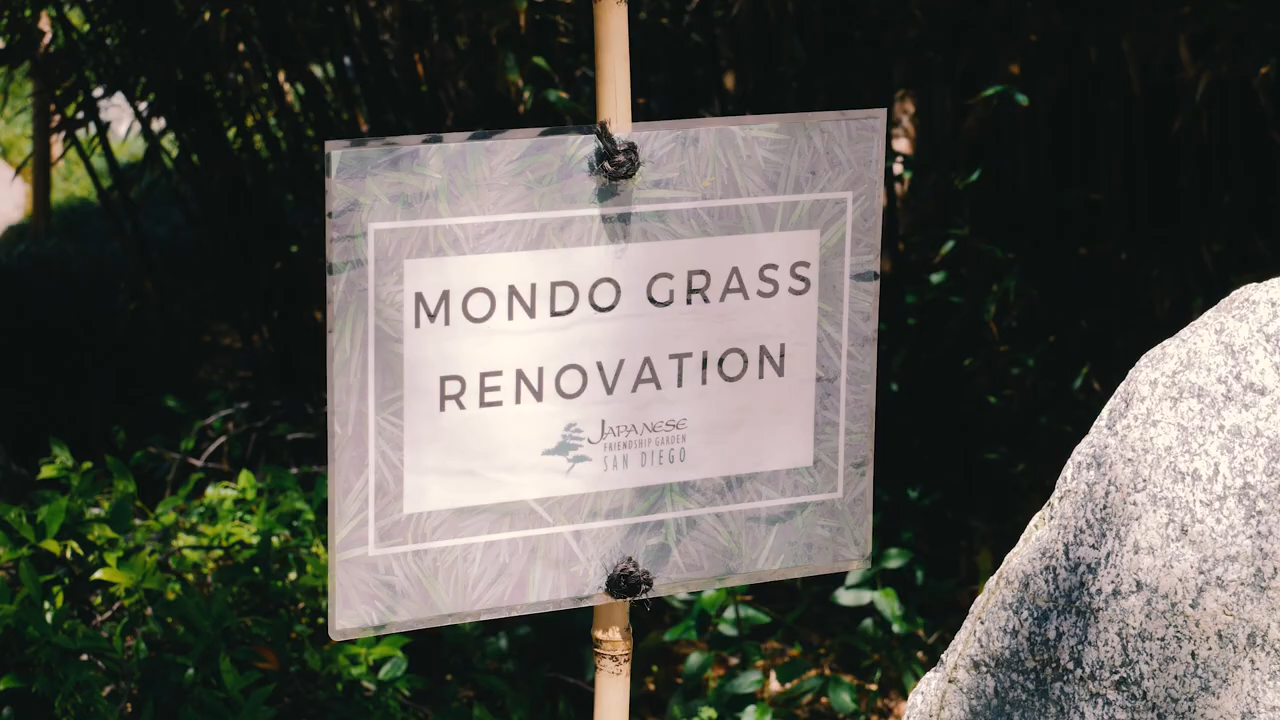 MONDO GRASS
RENOVATION
JAPANESE
FRIENDSHIP GARDEN
SAN DIEGO